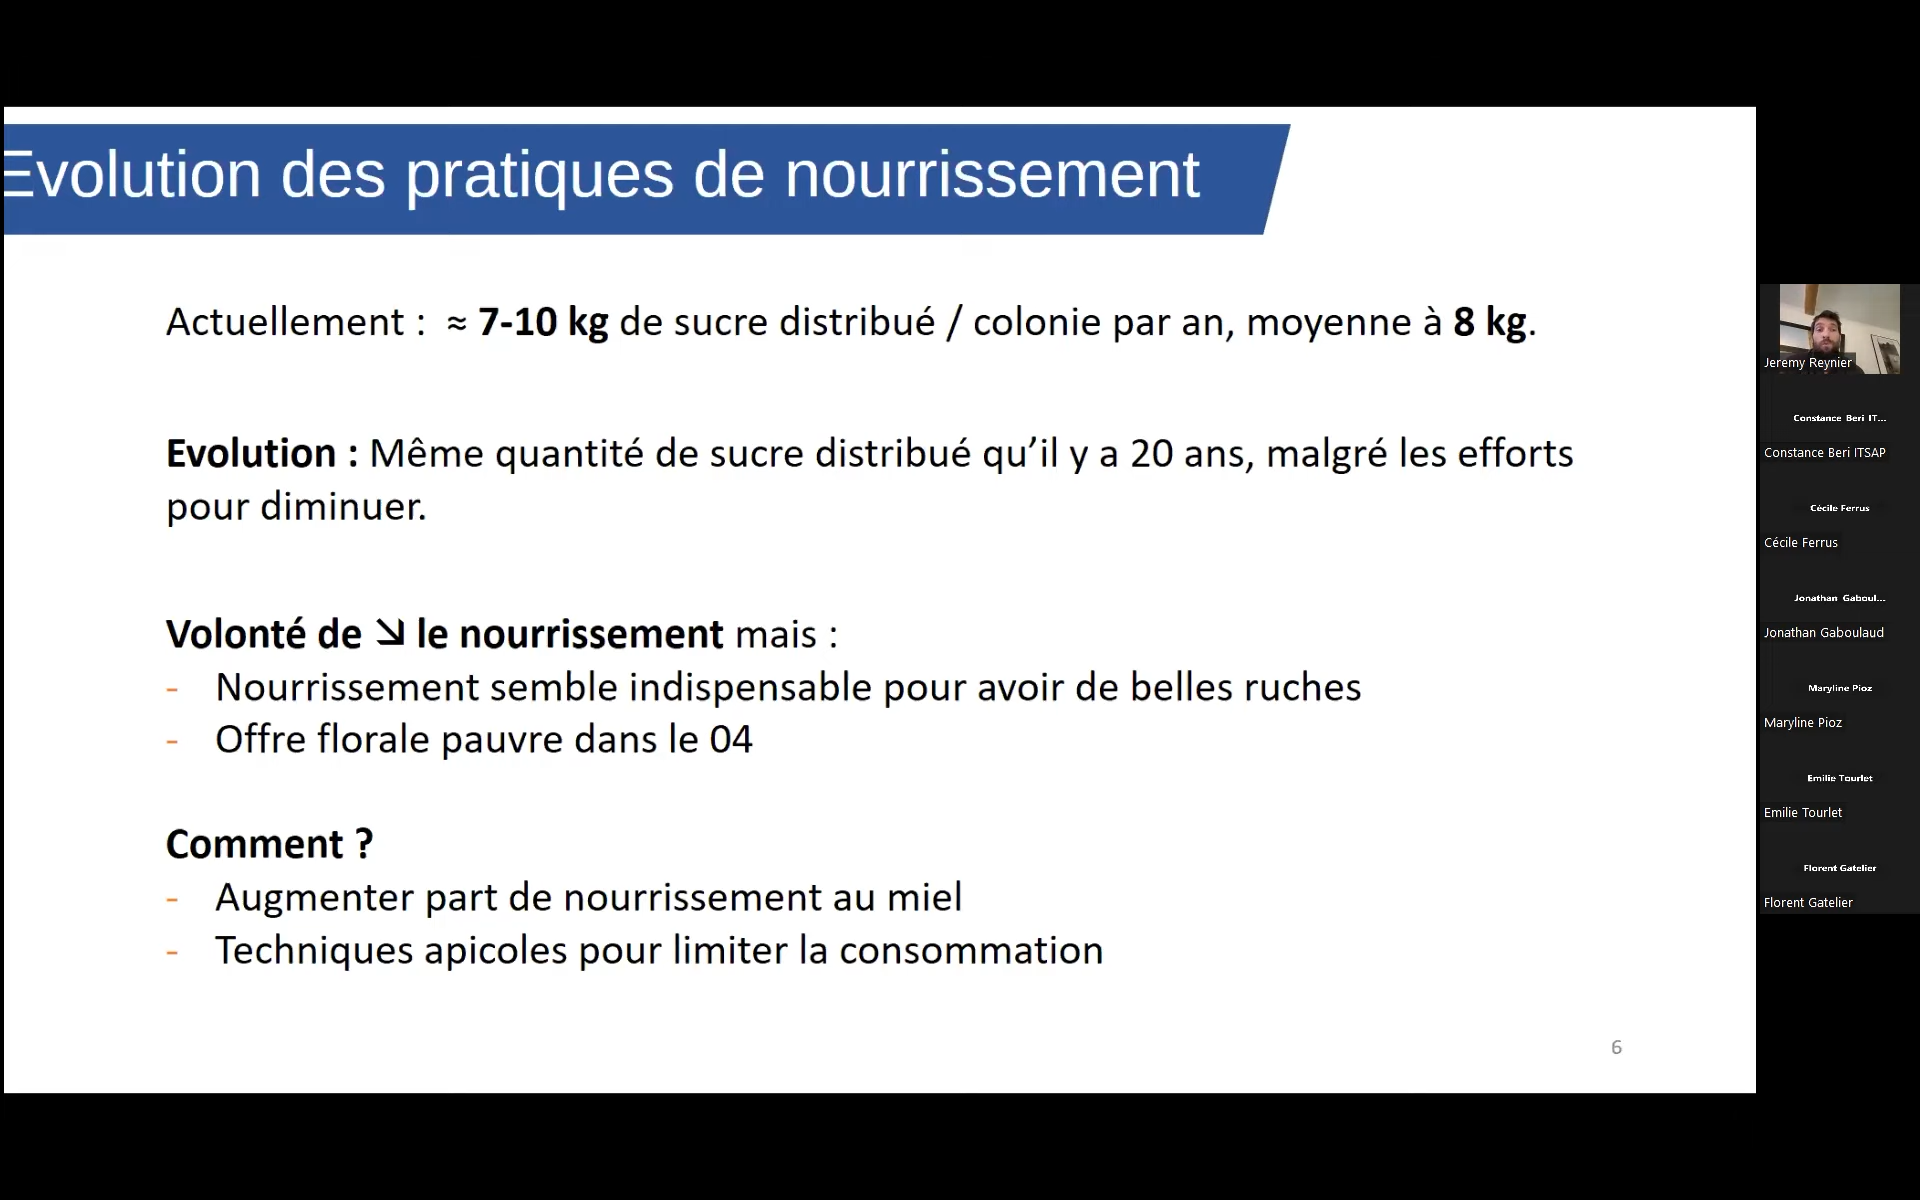 Evolution des pratiques de nourrissement
Actuellement : ≈ 7-10 kg de sucre distribué / colonie par an, moyenne à 8 kg.
Evolution : Même quantité de sucre distribué qu’il y a 20 ans, malgré les efforts
pour diminuer.
Volonté de ↘ le nourrissement mais :
- Nourrissement semble indispensable pour avoir de belles ruches
- Offre florale pauvre dans le 04
Comment ?
- Augmenter part de nourrissement au miel
- Techniques apicoles pour limiter la consommation
6
Jeremy Reynier
Constance Beri IT...
Constance Beri ITSAP
Cécile Ferrus
Cécile Ferrus
Jonathan Gaboul...
Jonathan Gaboulaud
Maryline Pioz
Maryline Pioz
Emilie Tourlet
Emilie Tourlet
Florent Gatelier
Florent Gatelier